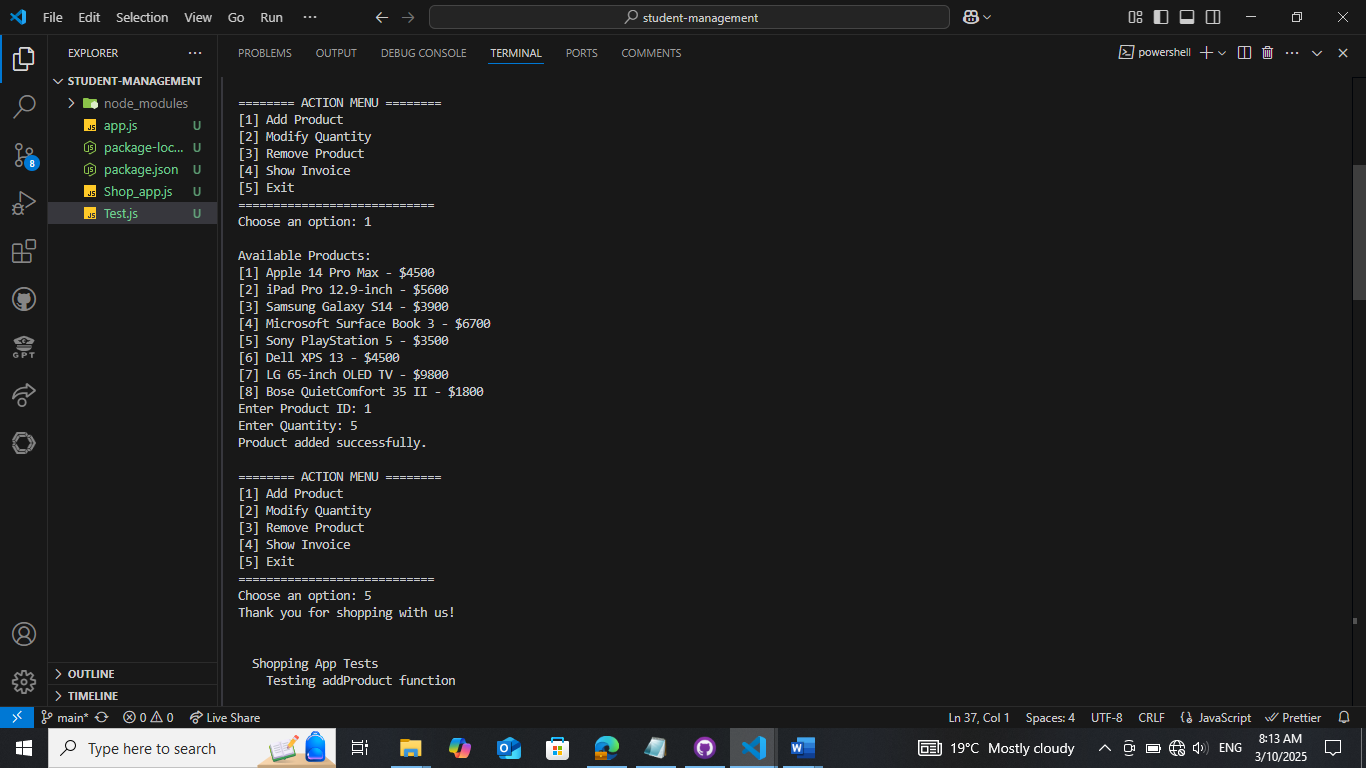 File Edit Selection View Go Run ··· student-management
EXPLORER ···
STUDENT-MANAGEMENT
node_modules
app.js U
package-loc... U
package.json U
Shop_app.js U
Test.js U
OUTLINE
TIMELINE
8
GPT
PROBLEMS OUTPUT DEBUG CONSOLE TERMINAL PORTS COMMENTS powershell
======== ACTION MENU ========
[1] Add Product
[2] Modify Quantity
[3] Remove Product
[4] Show Invoice
[5] Exit
============================
Choose an option: 1
Available Products:
[1] Apple 14 Pro Max - $4500
[2] iPad Pro 12.9-inch - $5600
[3] Samsung Galaxy S14 - $3900
[4] Microsoft Surface Book 3 - $6700
[5] Sony PlayStation 5 - $3500
[6] Dell XPS 13 - $4500
[7] LG 65-inch OLED TV - $9800
[8] Bose QuietComfort 35 II - $1800
Enter Product ID: 1
Enter Quantity: 5
Product added successfully.
======== ACTION MENU ========
[1] Add Product
[2] Modify Quantity
[3] Remove Product
[4] Show Invoice
[5] Exit
============================
Choose an option: 5
Thank you for shopping with us!
Shopping App Tests
Testing addProduct function
main* 0 0 Live Share Ln 37, Col 1 Spaces: 4 UTF-8 CRLF JavaScript Prettier
Type here to search 19°C Mostly cloudy ENG 8:13 AM
3/10/2025